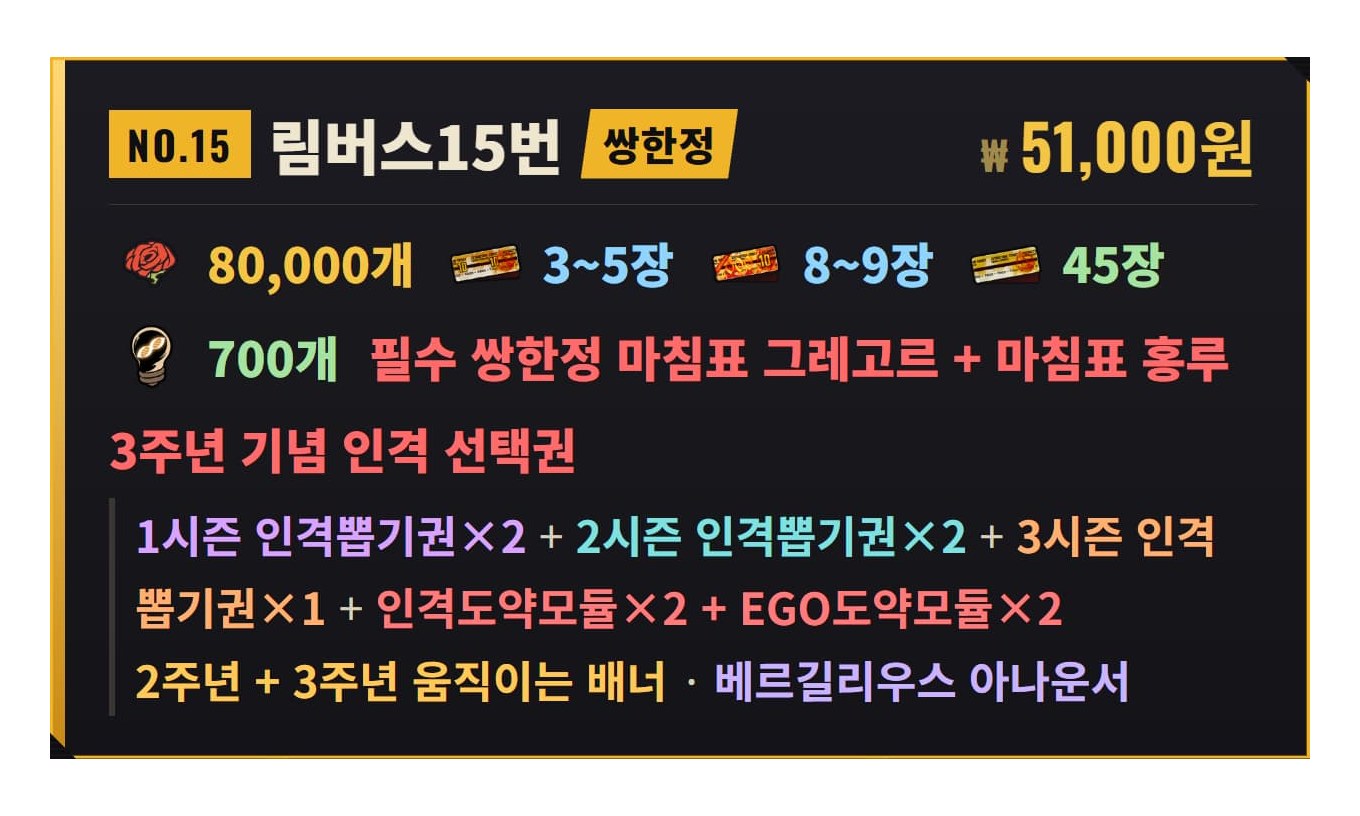 NO.15 림버스15번 쌍한정 ₩ 51,000원
80,000개 3~5장 8~9장 45장
700개 필수 쌍한정 마침표 그레고르 + 마침표 홍루
3주년 기념 인격 선택권
1시즌 인격뽑기권×2 + 2시즌 인격뽑기권×2 + 3시즌 인격
뽑기권×1 + 인격도약모듈×2 + EGO도약모듈×2
2주년 + 3주년 움직이는 배너 · 베르길리우스 아나운서